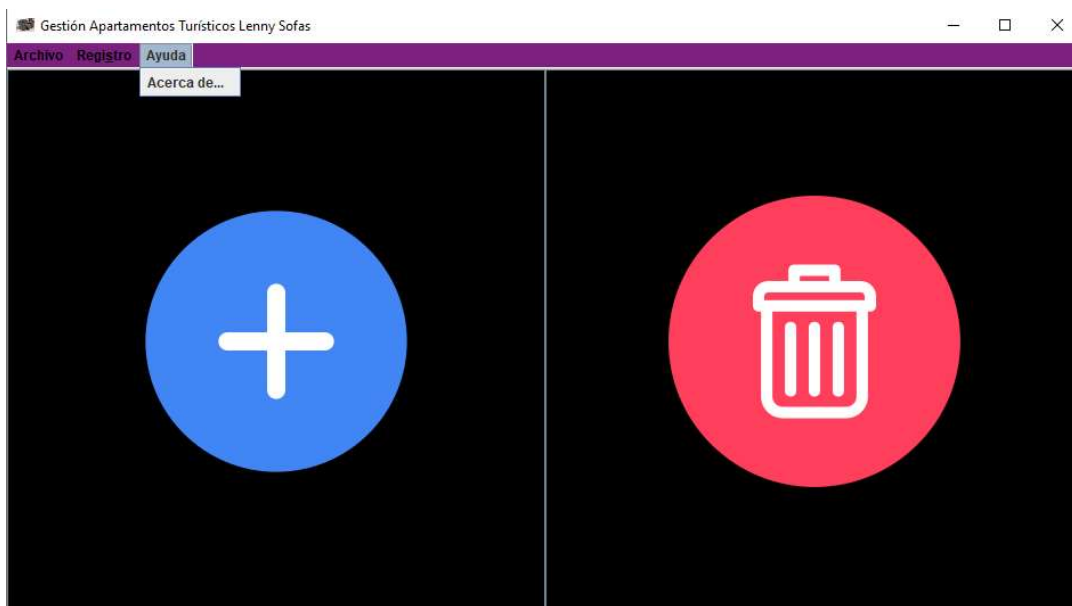 Gestión Apartamentos Turísticos Lenny Sofas
Archivo Registro Ayuda
Acerca de...